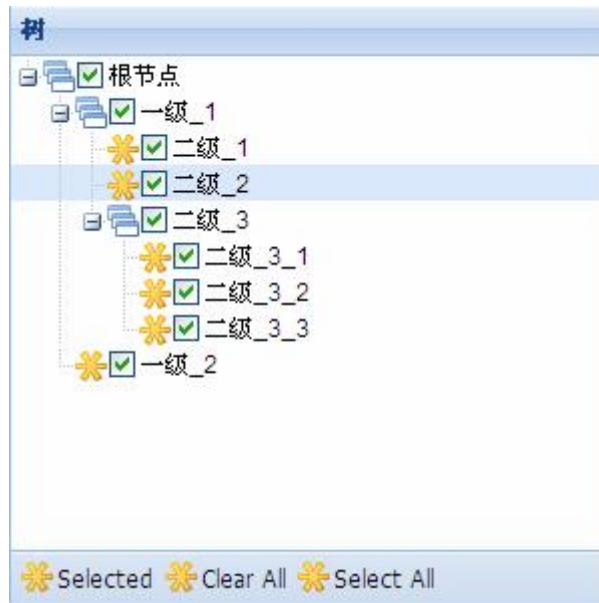 树
根节点
一级_1
二级_1
二级_2
二级_3
二级_3_1
二级_3_2
二级_3_3
一级_2
Selected Clear All Select All